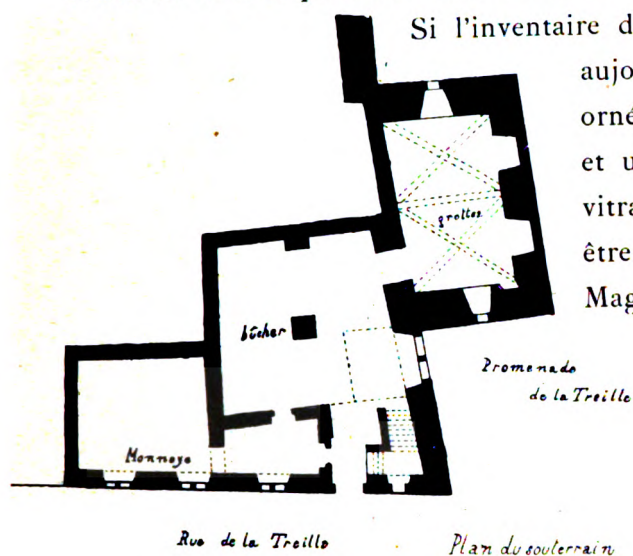 Si l'inventaire d
aujo
orné
et u
vitra
être
Mag
grottes
bûcher
Promenade
de la Treille
Monnoye
Rue de la Treille
Plan du souterrain